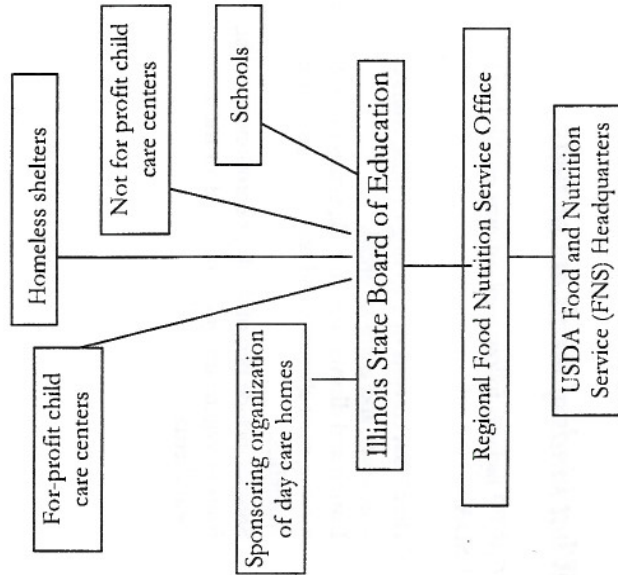 Homeless shelters
For-profit child
care centers
Not for profit child
care centers
Schools
Sponsoring organization
of day care homes
Illinois State Board of Education
Regional Food Nutrition Service Office
USDA Food and Nutrition
Service (FNS) Headquarters